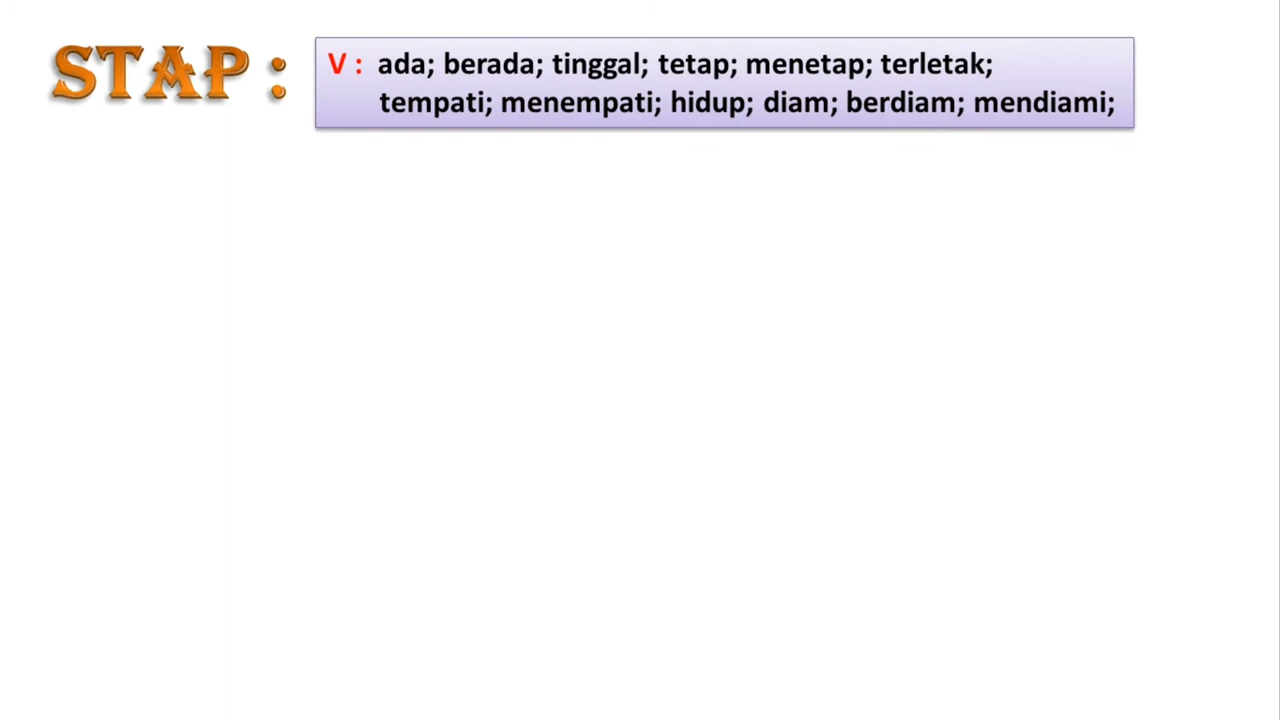 STAP :
V : ada; berada; tinggal; tetap; menetap; terletak;
tempati; menempati; hidup; diam; berdiam; mendiami;